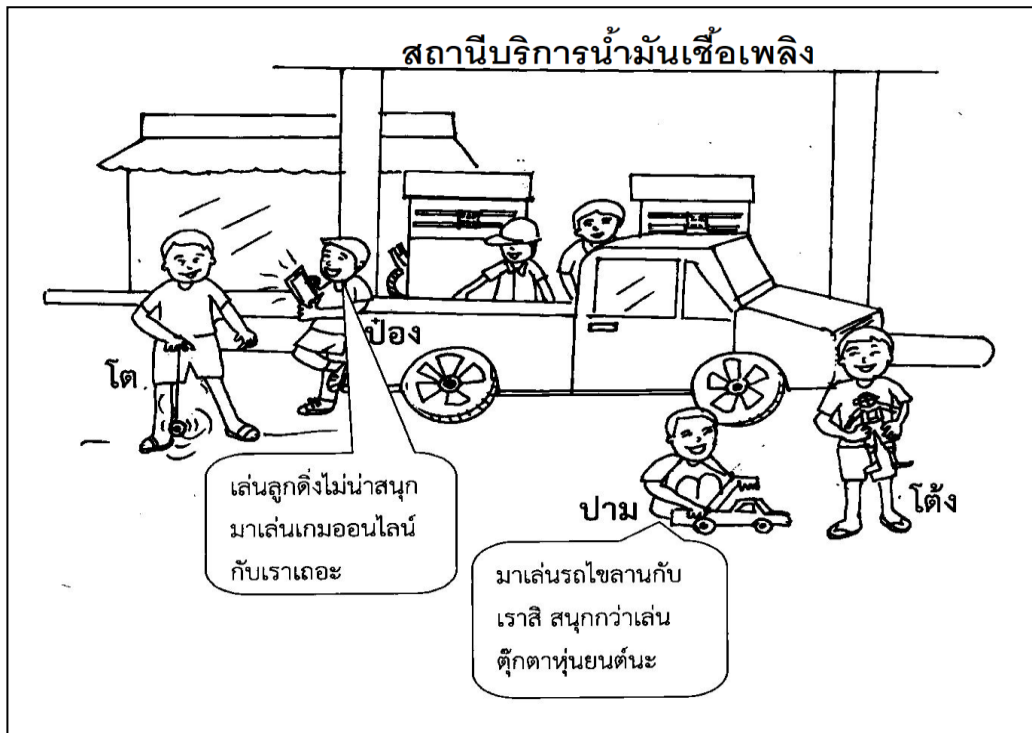 สถานีบริการน้ำมันเชื้อเพลิง
ป๋อง
โต
เล่นลูกดิ่งไม่น่าสนุก
มาเล่นเกมออนไลน์
กับเราเถอะ
ปาม
โต้ง
มาเล่นรถไขลานกับ
เราสิ สนุกกว่าเล่น
ตุ๊กตาหุ่นยนต์นะ